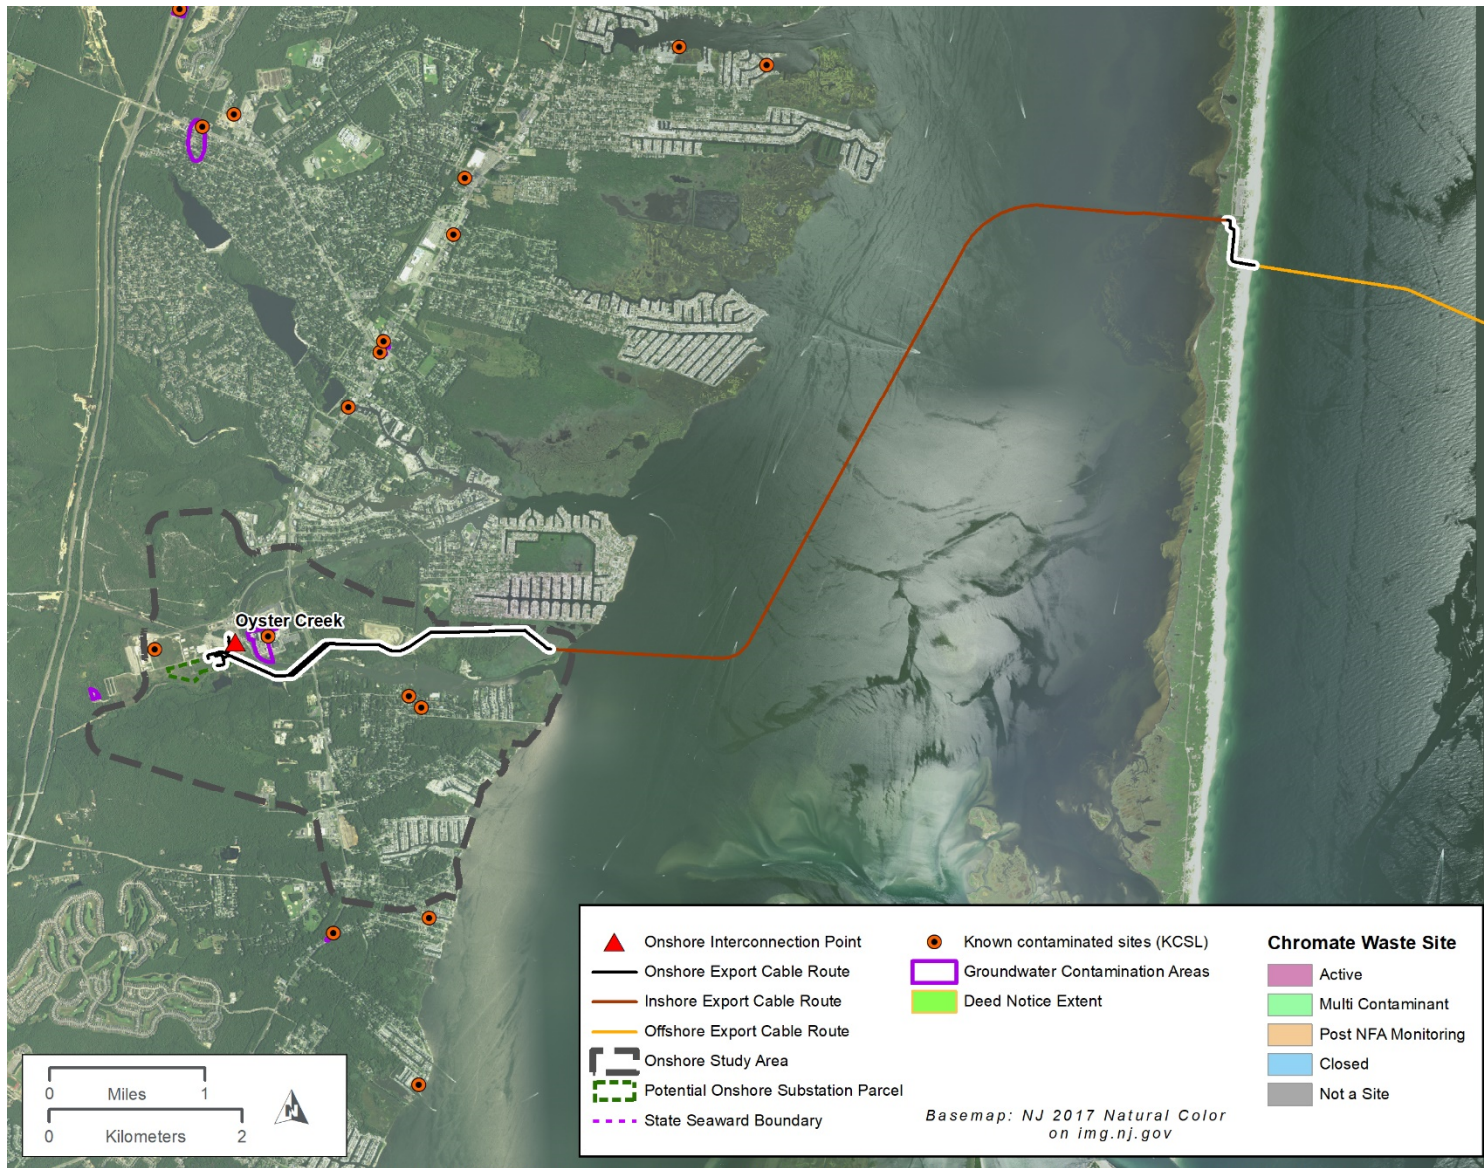 Oyster Creek
Onshore Interconnection Point
Onshore Export Cable Route
Inshore Export Cable Route
Offshore Export Cable Route
Onshore Study Area
Potential Onshore Substation Parcel
State Seaward Boundary
Known contaminated sites (KCSL)
Groundwater Contamination Areas
Deed Notice Extent
Basemap: NJ 2017 Natural Color
on img.nj.gov
Chromate Waste Site
Active
Multi Contaminant
Post NFA Monitoring
Closed
Not a Site
0 Miles 1
0 Kilometers 2
N